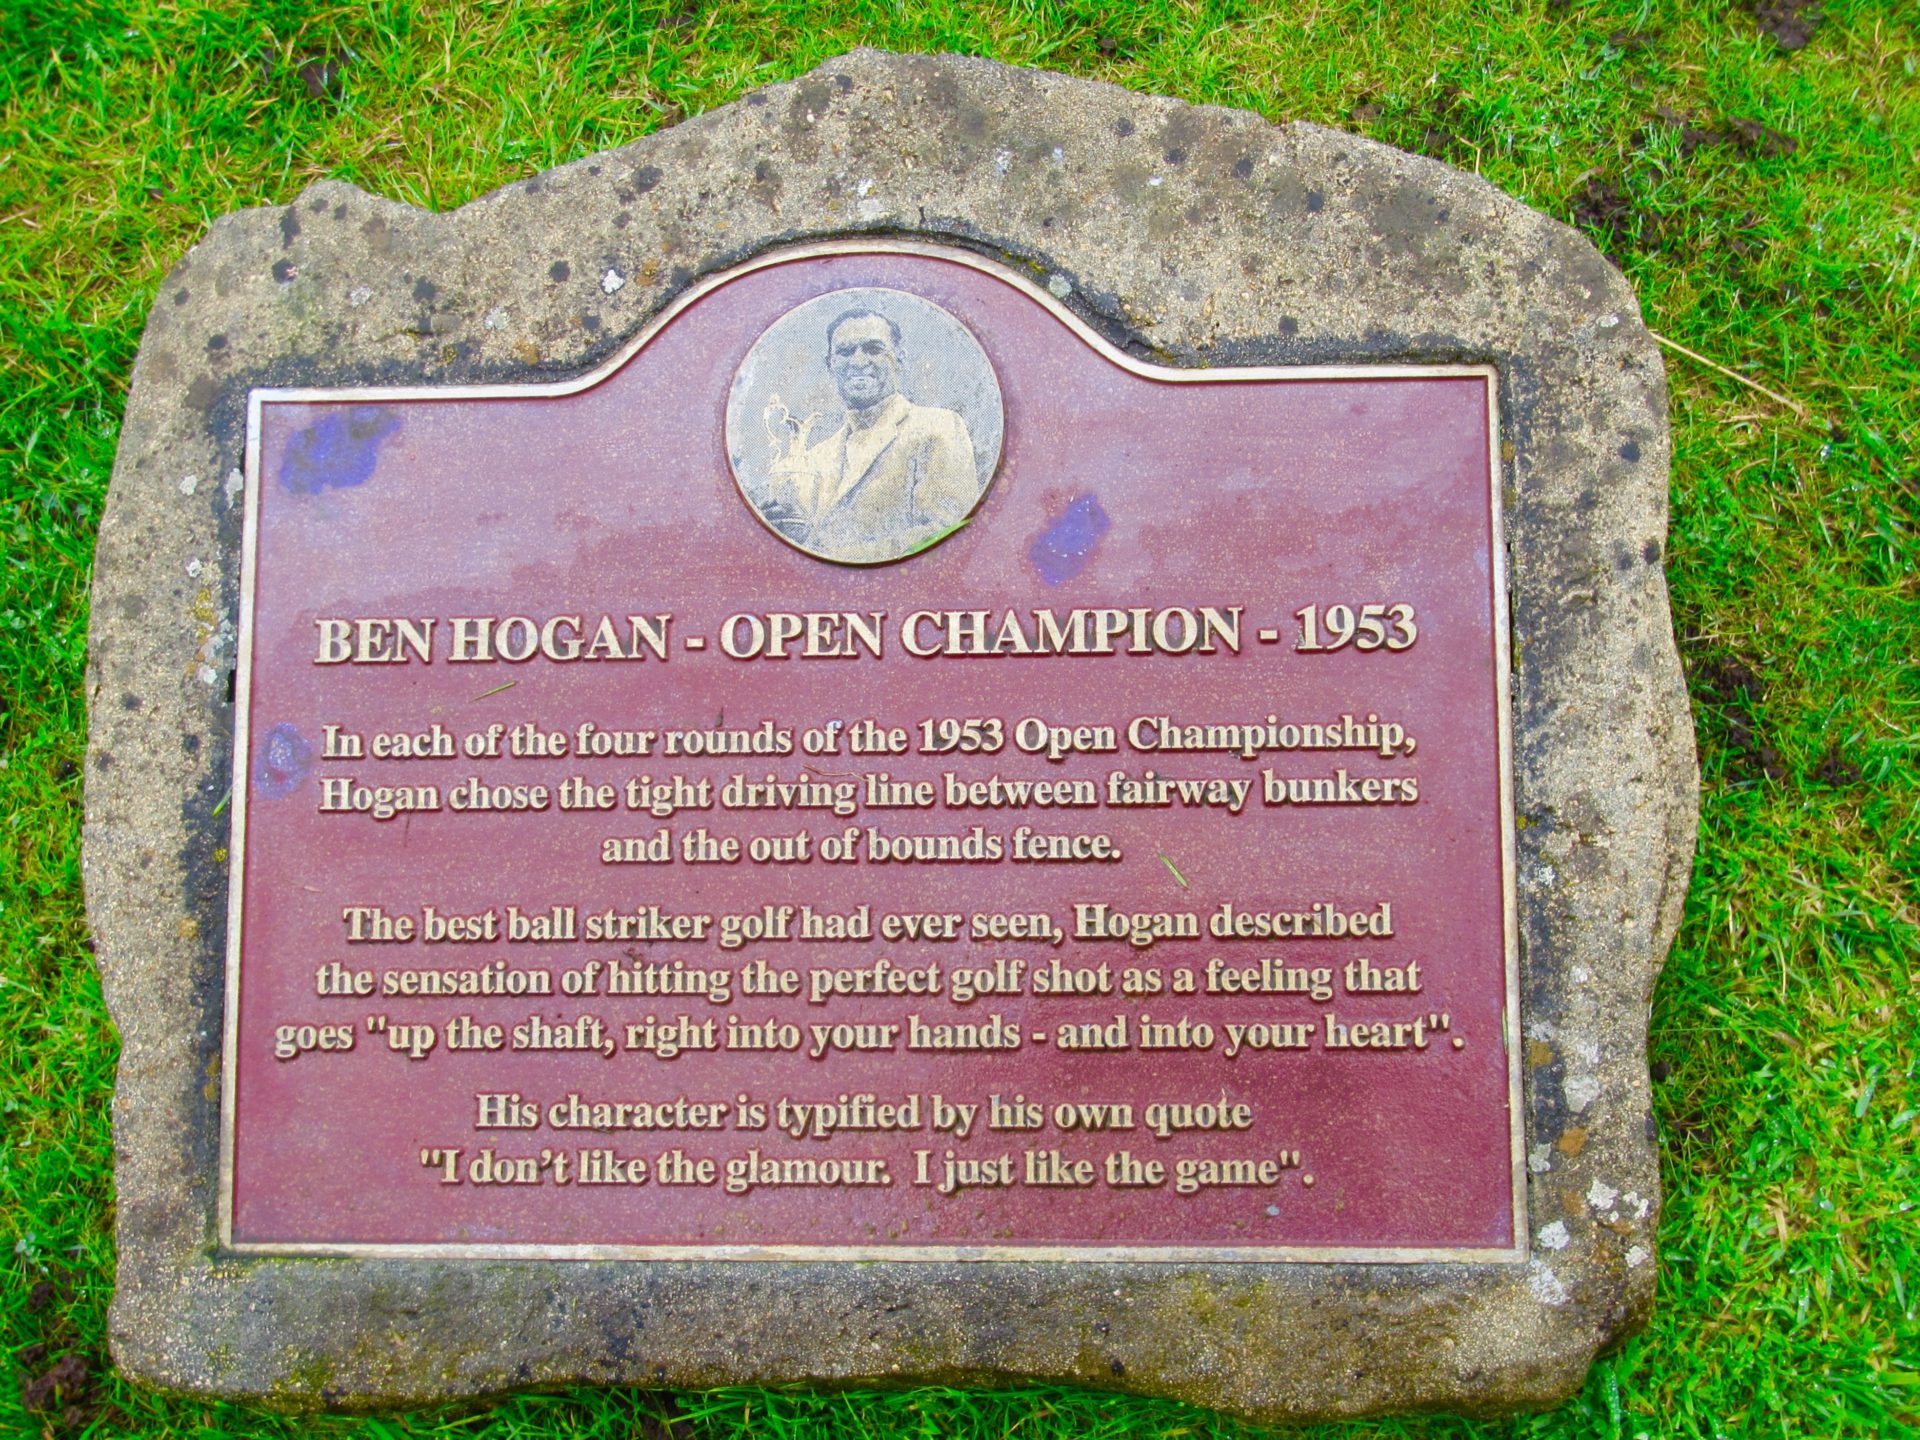 BEN HOGAN - OPEN CHAMPION - 1953
In each of the four rounds of the 1953 Open Championship,
Hogan chose the tight driving line between fairway bunkers
and the out of bounds fence.
The best ball striker golf had ever seen, Hogan described
the sensation of hitting the perfect golf shot as a feeling that
goes "up the shaft, right into your hands - and into your heart".
His character is typified by his own quote
"I don't like the glamour.  I just like the game".